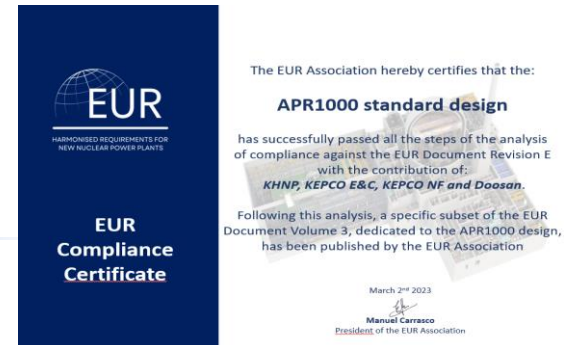 EUR
HARMONISED REQUIREMENTS FOR
NEW NUCLEAR POWER PLANTS
EUR
Compliance
Certificate
The EUR Association hereby certifies that the:
APR1000 standard design
has successfully passed all the steps of the analysis
of compliance against the EUR Document Revision E
with the contribution of:
KHNP, KEPCO E&C, KEPCO NF and Doosan.
Following this analysis, a specific subset of the EUR
Document Volume 3, dedicated to the APR1000 design,
has been published by the EUR Association
March 2nd 2023
Manuel Carrasco
President of the EUR Association